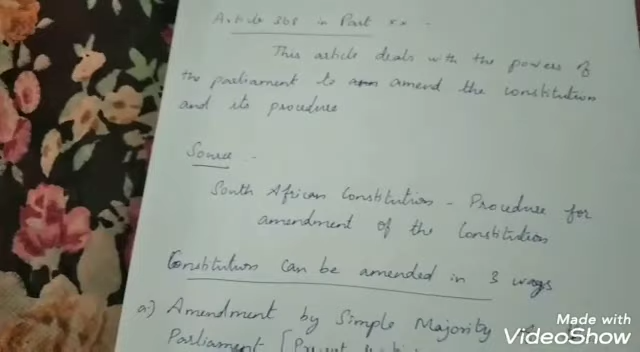 Article 368 in Part xx -
This article deals with the powers of
the parliament to amend the constitution
and its procedure
Source -
South African Constitution - Procedure for
amendment of the Constitution
Constitution can be amended in 3 ways
a) Amendment by Simple Majority
Parliament [
Made with
VideoShow